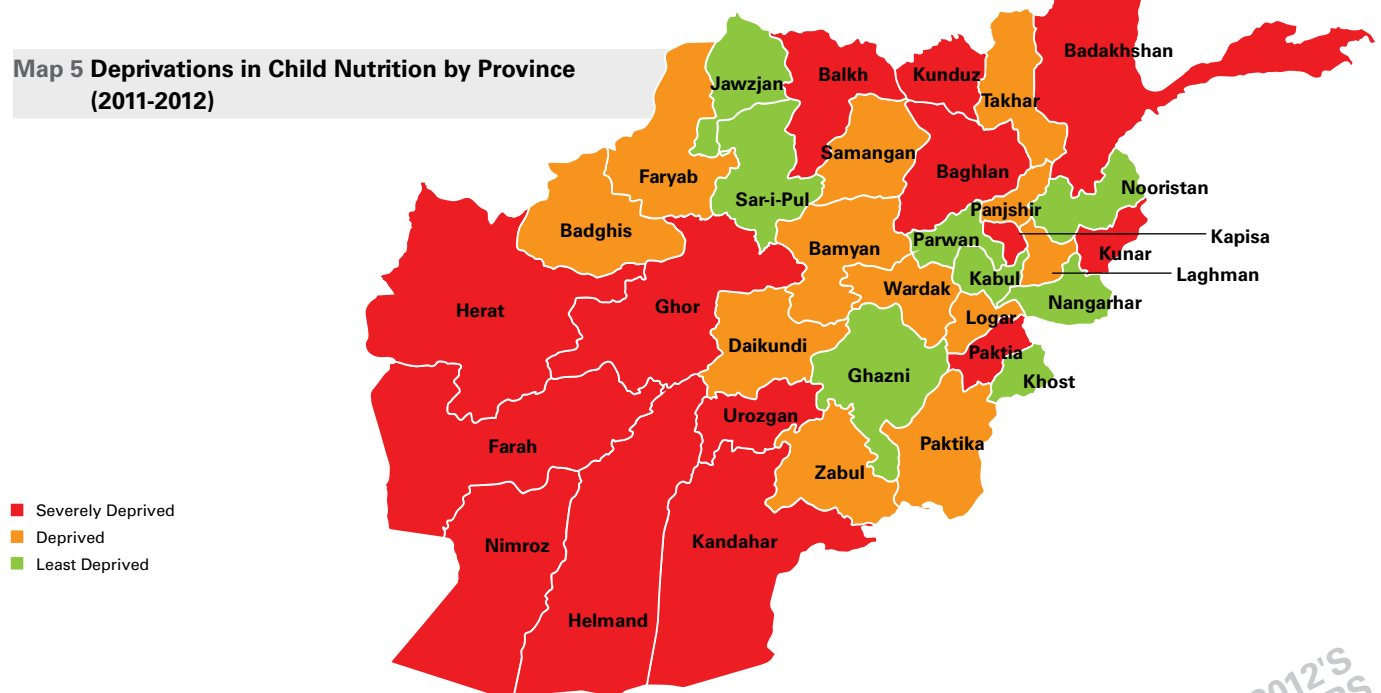 Map 5 Deprivations in Child Nutrition by Province
(2011-2012)
Badakhshan
Balkh
Kunduz
Jawzjan
Takhar
Samangan
Baghlan
Faryab
Nooristan
Sar-i-Pul
Panjshir
Badghis
Parwan
Kapisa
Bamyan
Kunar
Laghman
Kabul
Wardak
Nangarhar
Herat
Ghor
Logar
Daikundi
Paktia
Ghazni
Khost
Urozgan
Farah
Paktika
Zabul
Severely Deprived
Deprived
Least Deprived
Nimroz
Kandahar
Helmand
2012'S